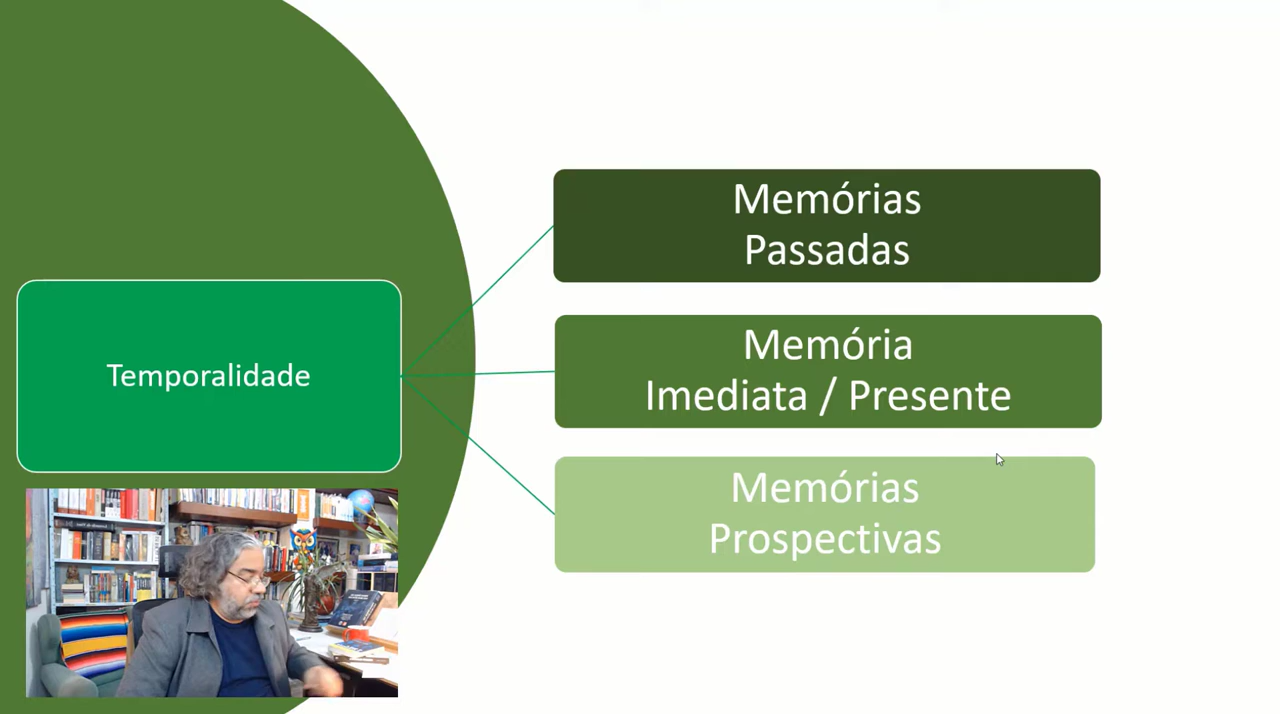 Temporalidade
Memórias
Passadas
Memória
Imediata / Presente
Memórias
Prospectivas